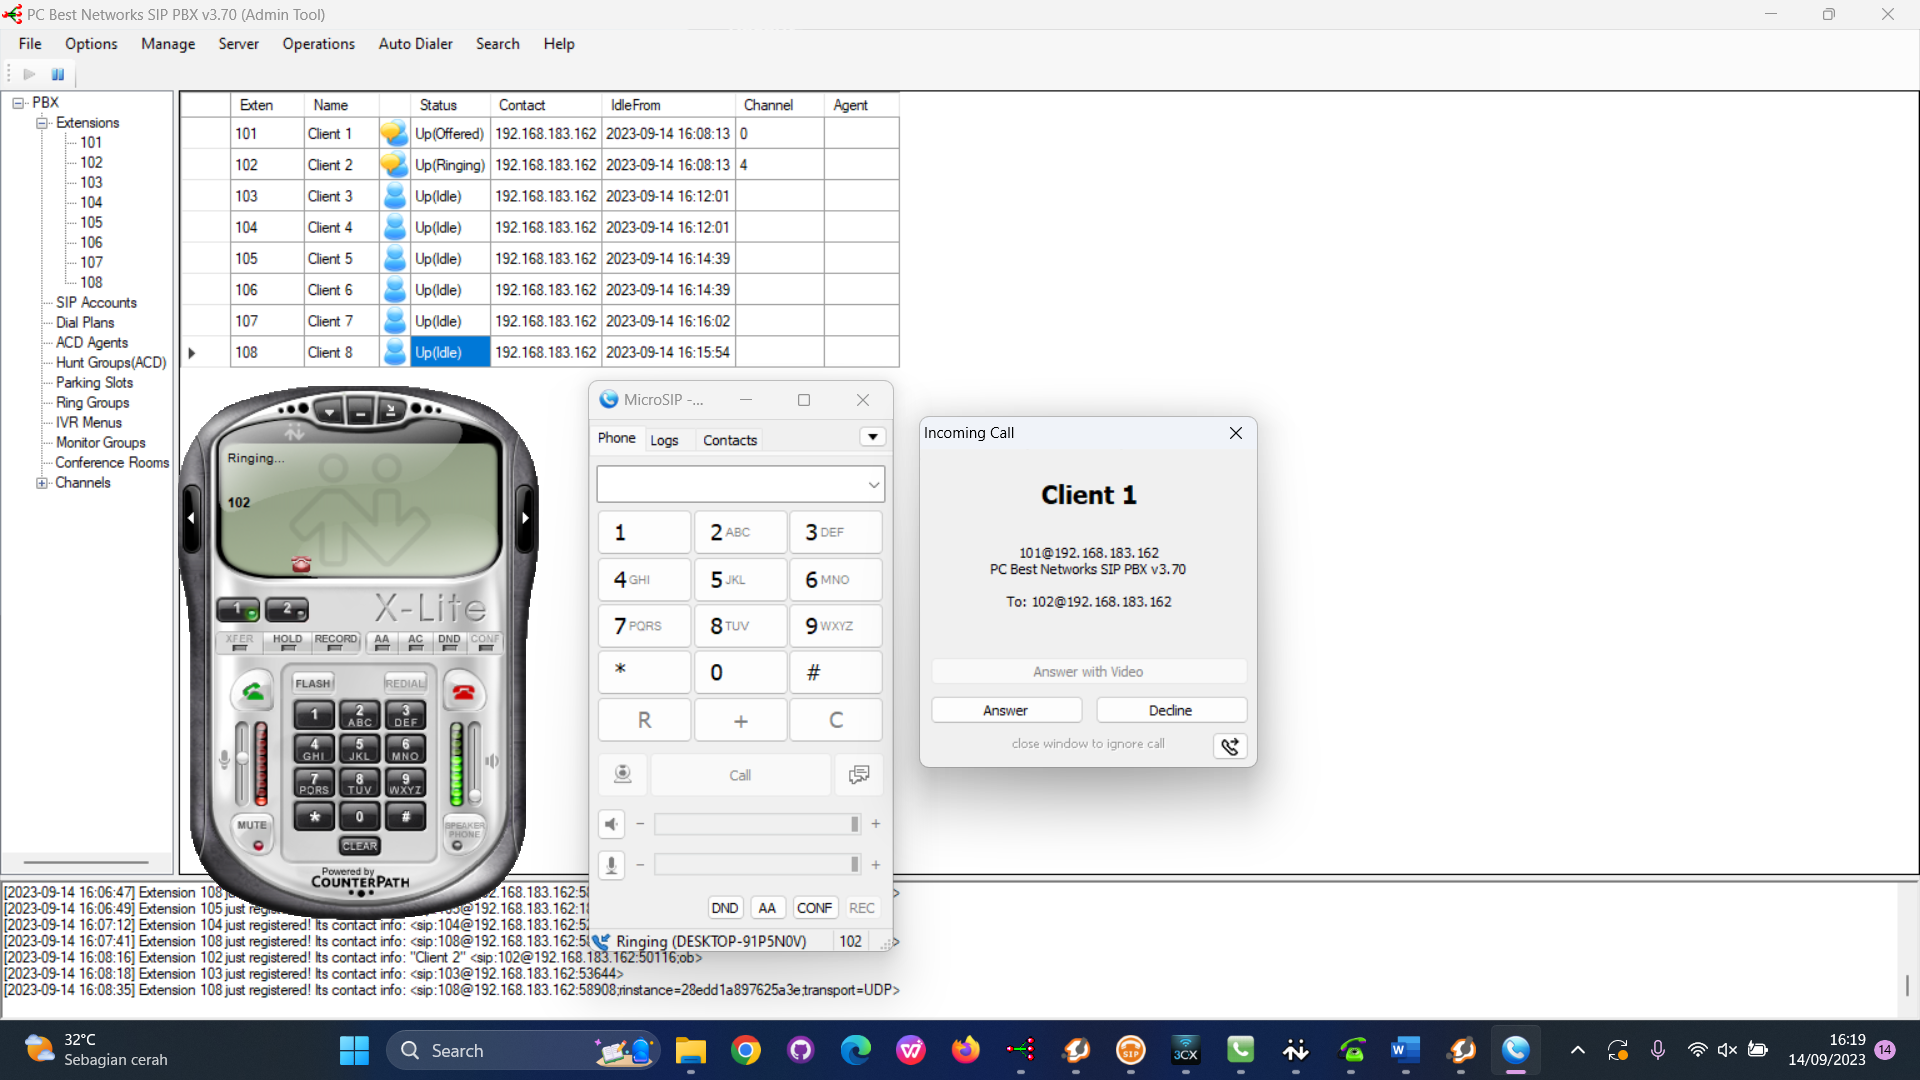 PC Best Networks SIP PBX v3.70 (Admin Tool)
File Options Manage Server Operations Auto Dialer Search Help
PBX
Extensions
101
102
103
104
105
106
107
108
SIP Accounts
Dial Plans
ACD Agents
Hunt Groups(ACD)
Parking Slots
Ring Groups
IVR Menus
Monitor Groups
Conference Rooms
Channels
Exten Name Status Contact IdleFrom Channel Agent
101 Client 1 Up(Offered) 192.168.183.162 2023-09-14 16:08:13 0
102 Client 2 Up(Ringing) 192.168.183.162 2023-09-14 16:08:13 4
103 Client 3 Up(Idle) 192.168.183.162 2023-09-14 16:12:01
104 Client 4 Up(Idle) 192.168.183.162 2023-09-14 16:12:01
105 Client 5 Up(Idle) 192.168.183.162 2023-09-14 16:14:39
106 Client 6 Up(Idle) 192.168.183.162 2023-09-14 16:14:39
107 Client 7 Up(Idle) 192.168.183.162 2023-09-14 16:16:02
108 Client 8 Up(Idle) 192.168.183.162 2023-09-14 16:15:54
Ringing...
102
1 2 X-Lite
XFER HOLD RECORD AA AC DND CONF
FLASH REDIAL
1 2 ABC 3 DEF
4 GHI 5 JKL 6 MNO
7 PQRS 8 TUV 9 WXYZ
* 0 #
MUTE SPEAKER PHONE
CLEAR
Powered by
COUNTERPATH
MicroSIP -...
Phone Logs Contacts
1 2 ABC 3 DEF
4 GHI 5 JKL 6 MNO
7 PQRS 8 TUV 9 WXYZ
* 0 #
R + C
Call
- +
- +
DND AA CONF REC
Ringing (DESKTOP-91P5N0V) 102
Incoming Call
Client 1
101@192.168.183.162
PC Best Networks SIP PBX v3.70
To: 102@192.168.183.162
Answer with Video
Answer Decline
close window to ignore call
[2023-09-14 16:06:47] Extension 108 2.168.183.162:5
[2023-09-14 16:06:49] Extension 105 just registered! @192.168.183.162:1
[2023-09-14 16:07:12] Extension 104 just registered! Its contact info: <sip:104@192.168.183.162:5
[2023-09-14 16:07:41] Extension 108 just registered! Its contact info: <sip:108@192.168.183.162:5 >
[2023-09-14 16:08:16] Extension 102 just registered! Its contact info: "Client 2" <sip:102@192.168.183.162:50116;ob>
[2023-09-14 16:08:18] Extension 103 just registered! Its contact info: <sip:103@192.168.183.162:53644>
[2023-09-14 16:08:35] Extension 108 just registered! Its contact info: <sip:108@192.168.183.162:58908;rinstance=28edd1a897625a3e;transport=UDP>
32°C
Sebagian cerah
Search
SIP
3CX
16:19
14/09/2023
14